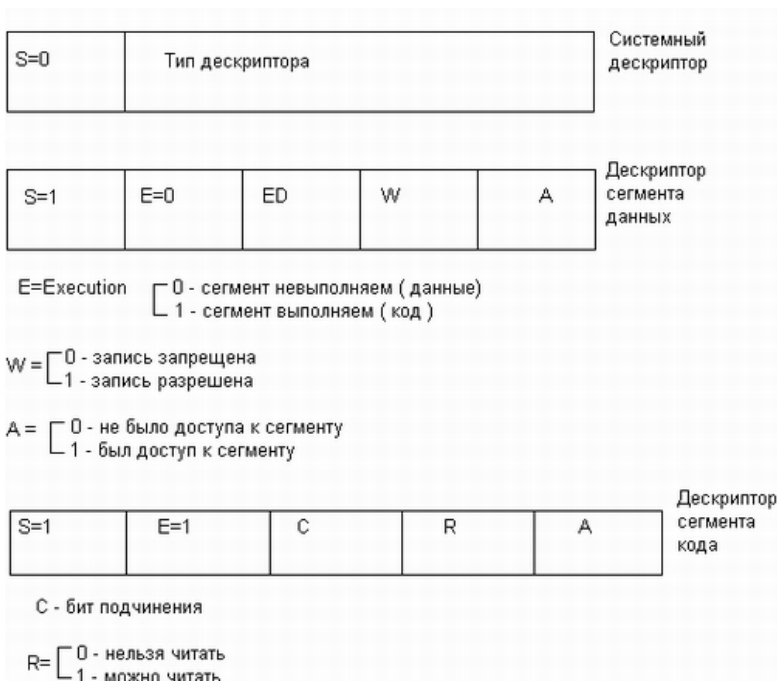 S=0 Тип дескриптора
Системный
дескриптор
S=1 E=0 ED W A
Дескриптор
сегмента
данных
E=Execution 0 - сегмент невыполняем ( данные)
1 - сегмент выполняем ( код )
W = 0 - запись запрещена
1 - запись разрешена
A = 0 - не было доступа к сегменту
1 - был доступ к сегменту
S=1 E=1 C R A
Дескриптор
сегмента
кода
C - бит подчинения
R= 0 - нельзя читать
1 - можно читать